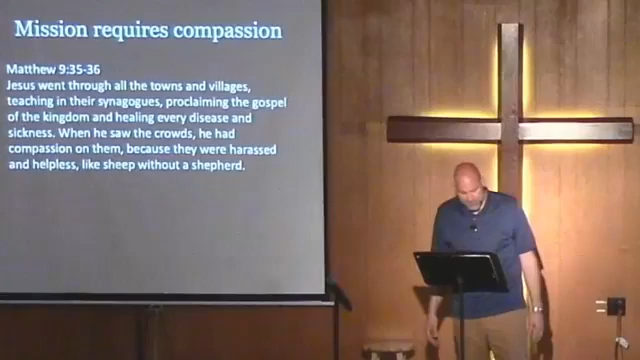 Mission requires compassion
Matthew 9:35-36
Jesus went through all the towns and villages,
teaching in their synagogues, proclaiming the gospel
of the kingdom and healing every disease and
sickness. When he saw the crowds, he had
compassion on them, because they were harassed
and helpless, like sheep without a shepherd.